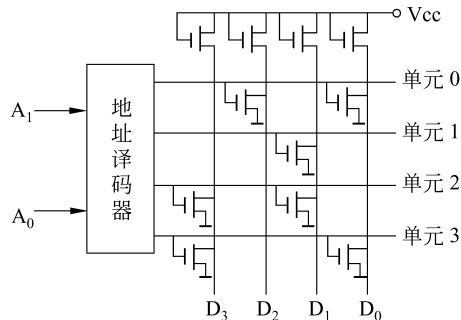 Vcc
单元 0
A₁
地址译码器
单元 1
单元 2
A₀
单元 3
D₃ D₂ D₁ D₀